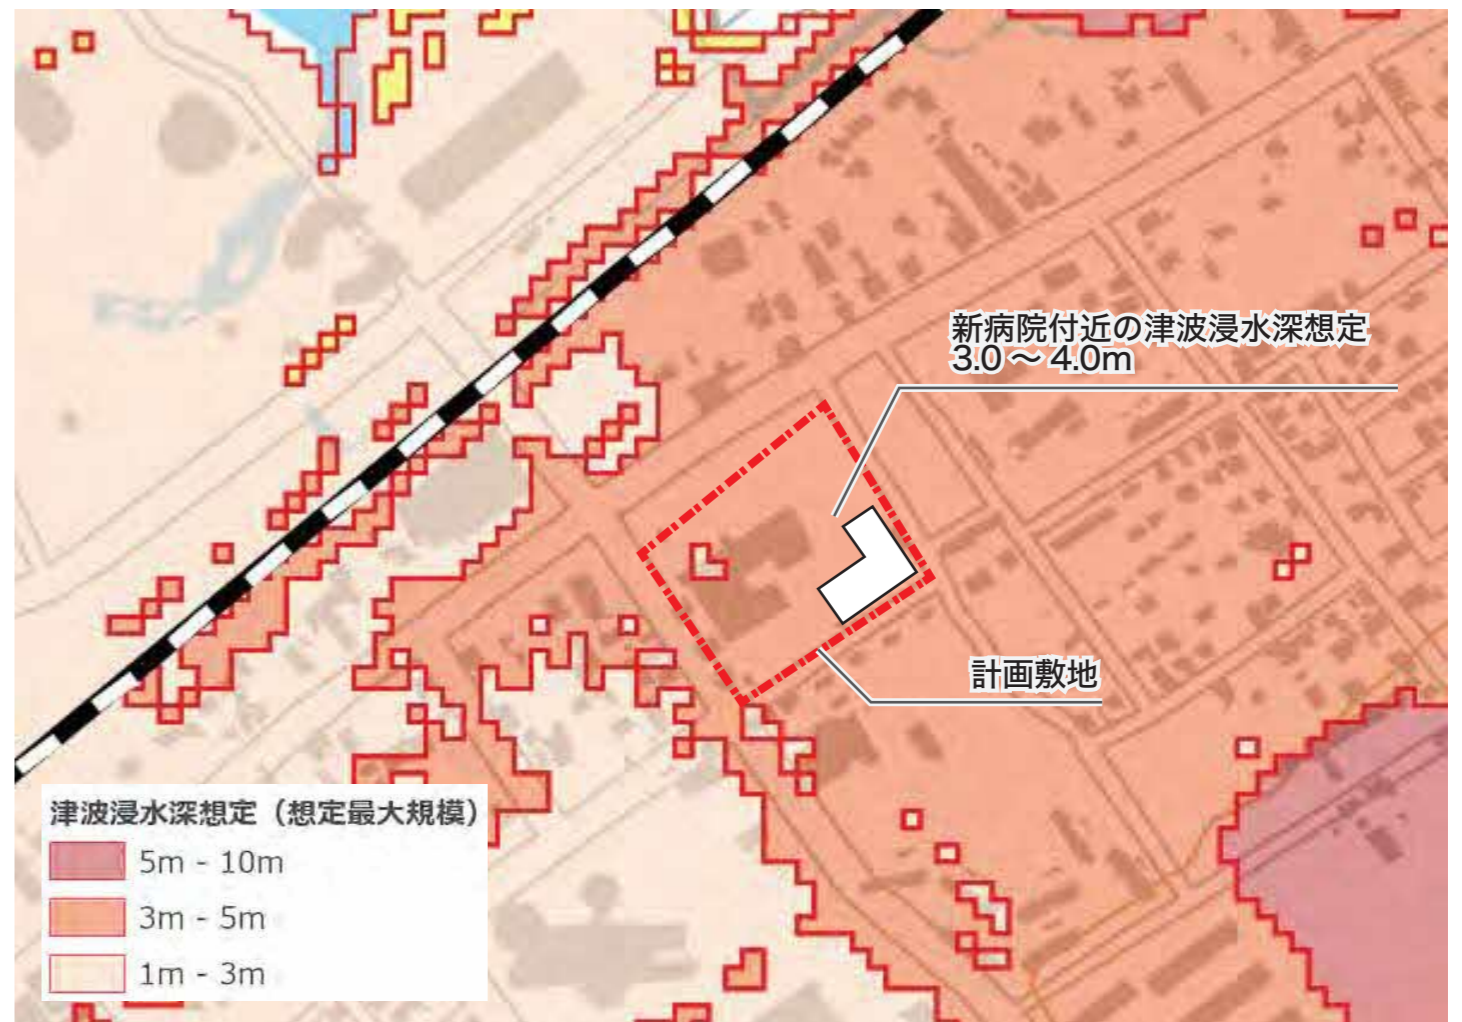 新病院付近の津波浸水深想定
3.0～4.0m
計画敷地
津波浸水深想定（想定最大規模）
5m - 10m
3m - 5m
1m - 3m